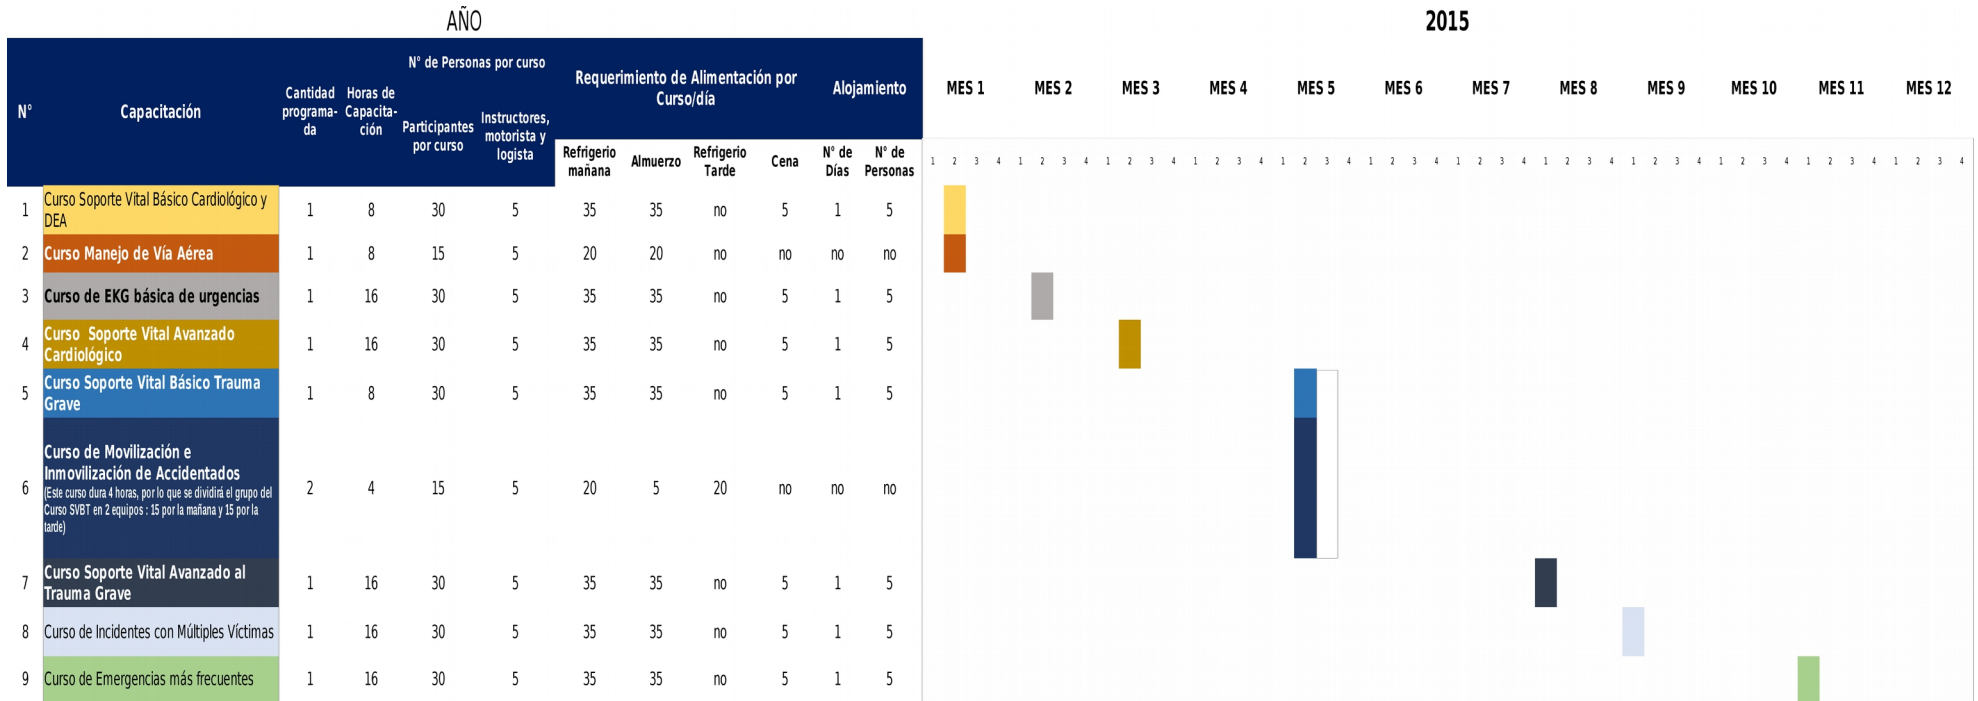 AÑO
2015
N°
Capacitación
Cantidad
programa-
da
Horas de
Capacita-
ción
N° de Personas por curso
Participantes
por curso
Instructores,
motorista y
logista
Requerimiento de Alimentación por
Curso/día
Alojamiento
MES 1 MES 2 MES 3 MES 4 MES 5 MES 6 MES 7 MES 8 MES 9 MES 10 MES 11 MES 12
Refrigerio
mañana
Almuerzo
Refrigerio
Tarde
Cena
N° de
Días
N° de
Personas
1 2 3 4 1 2 3 4 1 2 3 4 1 2 3 4 1 2 3 4 1 2 3 4 1 2 3 4 1 2 3 4 1 2 3 4 1 2 3 4 1 2 3 4 1 2 3 4
1
Curso Soporte Vital Básico Cardiológico y
DEA
1 8 30 5 35 35 no 5 1 5
2 Curso Manejo de Vía Aérea 1 8 15 5 20 20 no no no no
3 Curso de EKG básica de urgencias 1 16 30 5 35 35 no 5 1 5
4
Curso Soporte Vital Avanzado
Cardiológico
1 16 30 5 35 35 no 5 1 5
5
Curso Soporte Vital Básico Trauma
Grave
1 8 30 5 35 35 no 5 1 5
6
Curso de Movilización e
Inmovilización de Accidentados
(Este curso dura 4 horas, por lo que se dividirá el grupo del
Curso SVBT en 2 equipos : 15 por la mañana y 15 por la
tarde)
2 4 15 5 20 5 20 no no no
7
Curso Soporte Vital Avanzado al
Trauma Grave
1 16 30 5 35 35 no 5 1 5
8 Curso de Incidentes con Múltiples Víctimas 1 16 30 5 35 35 no 5 1 5
9 Curso de Emergencias más frecuentes 1 16 30 5 35 35 no 5 1 5